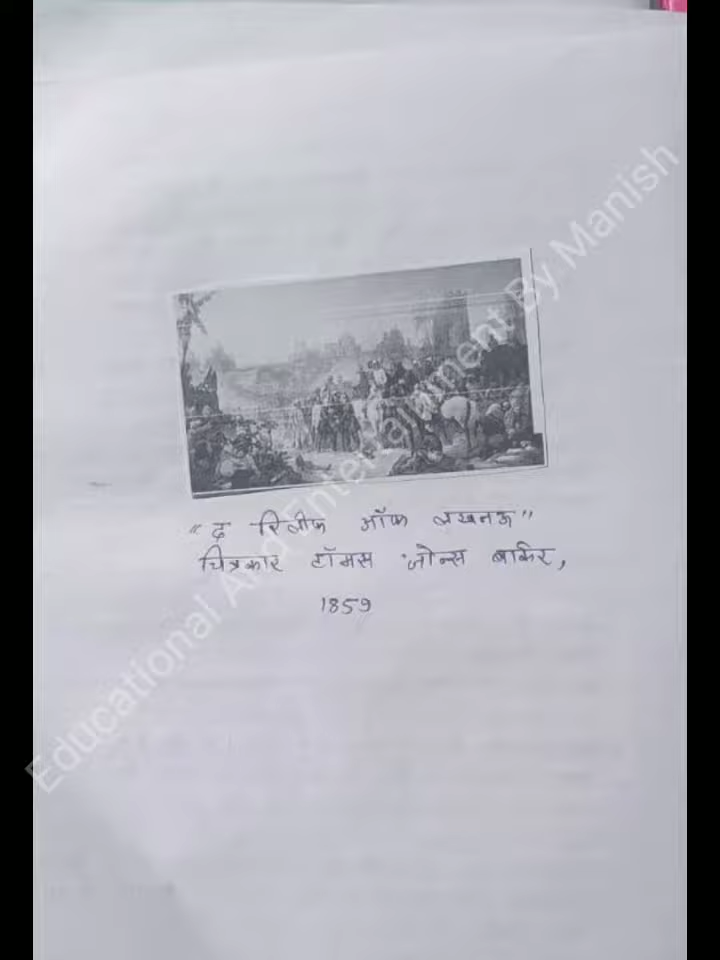 "द रिलीफ ऑफ लखनऊ"
चित्रकार टॉमस जोन्स बार्कर,
1859
Educational And Entertainment By Manish